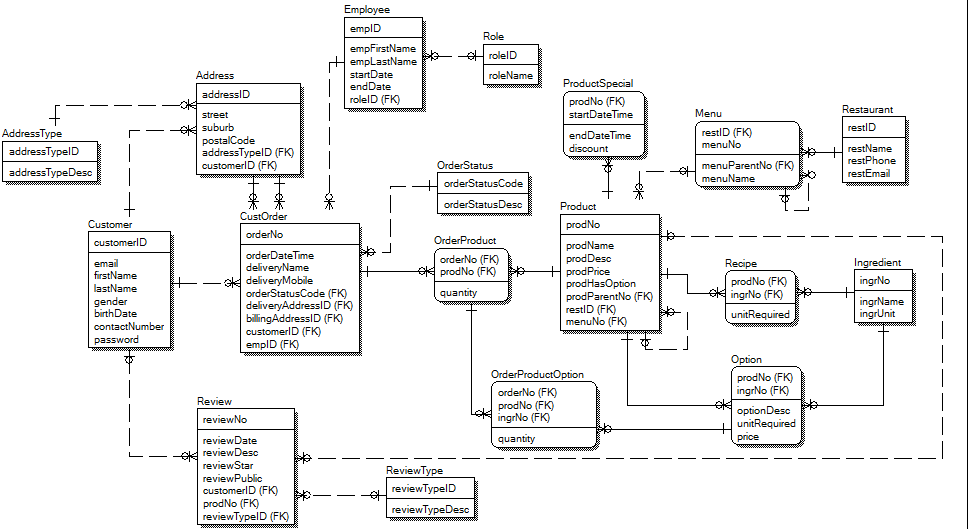 Employee
empID
empFirstName
empLastName
startDate
endDate
roleID (FK)
Role
roleID
roleName
Address
addressID
street
suburb
postalCode
addressTypeID (FK)
customerID (FK)
AddressType
addressTypeID
addressTypeDesc
ProductSpecial
prodNo (FK)
startDateTime
endDateTime
discount
Menu
restID (FK)
menuNo
menuParentNo (FK)
menuName
Restaurant
restID
restName
restPhone
restEmail
OrderStatus
orderStatusCode
orderStatusDesc
Customer
customerID
email
firstName
lastName
gender
birthDate
contactNumber
password
CustOrder
orderNo
orderDateTime
deliveryName
deliveryMobile
orderStatusCode (FK)
deliveryAddressID (FK)
billingAddressID (FK)
customerID (FK)
empID (FK)
OrderProduct
orderNo (FK)
prodNo (FK)
quantity
Product
prodNo
prodName
prodDesc
prodPrice
prodHasOption
prodParentNo (FK)
restID (FK)
menuNo (FK)
Recipe
prodNo (FK)
ingrNo (FK)
unitRequired
Ingredient
ingrNo
ingrName
ingrUnit
OrderProductOption
orderNo (FK)
prodNo (FK)
ingrNo (FK)
quantity
Option
prodNo (FK)
ingrNo (FK)
optionDesc
unitRequired
price
Review
reviewNo
reviewDate
reviewDesc
reviewStar
reviewPublic
customerID (FK)
prodNo (FK)
reviewTypeID (FK)
ReviewType
reviewTypeID
reviewTypeDesc